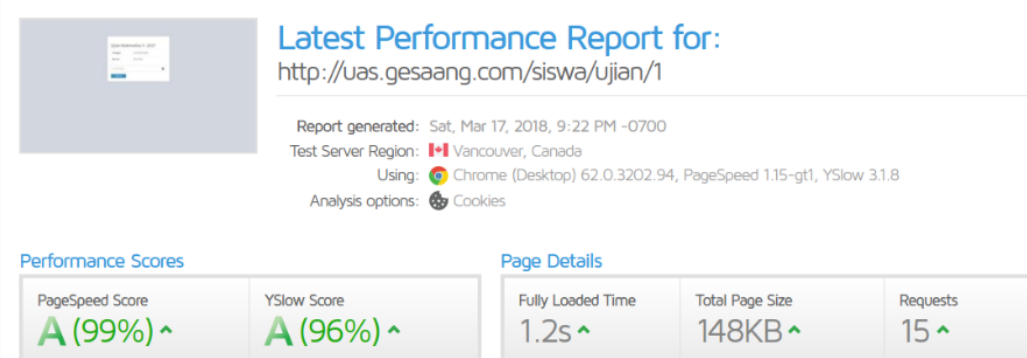 Latest Performance Report for:
http://uas.gesaang.com/siswa/ujian/1
Report generated: Sat, Mar 17, 2018, 9:22 PM -0700
Test Server Region: Vancouver, Canada
Using: Chrome (Desktop) 62.0.3202.94, PageSpeed 1.15-gt1, YSlow 3.1.8
Analysis options: Cookies
Performance Scores
Page Details
PageSpeed Score
YSlow Score
Fully Loaded Time
Total Page Size
Requests
A (99%)
A (96%)
1.2s
148KB
15